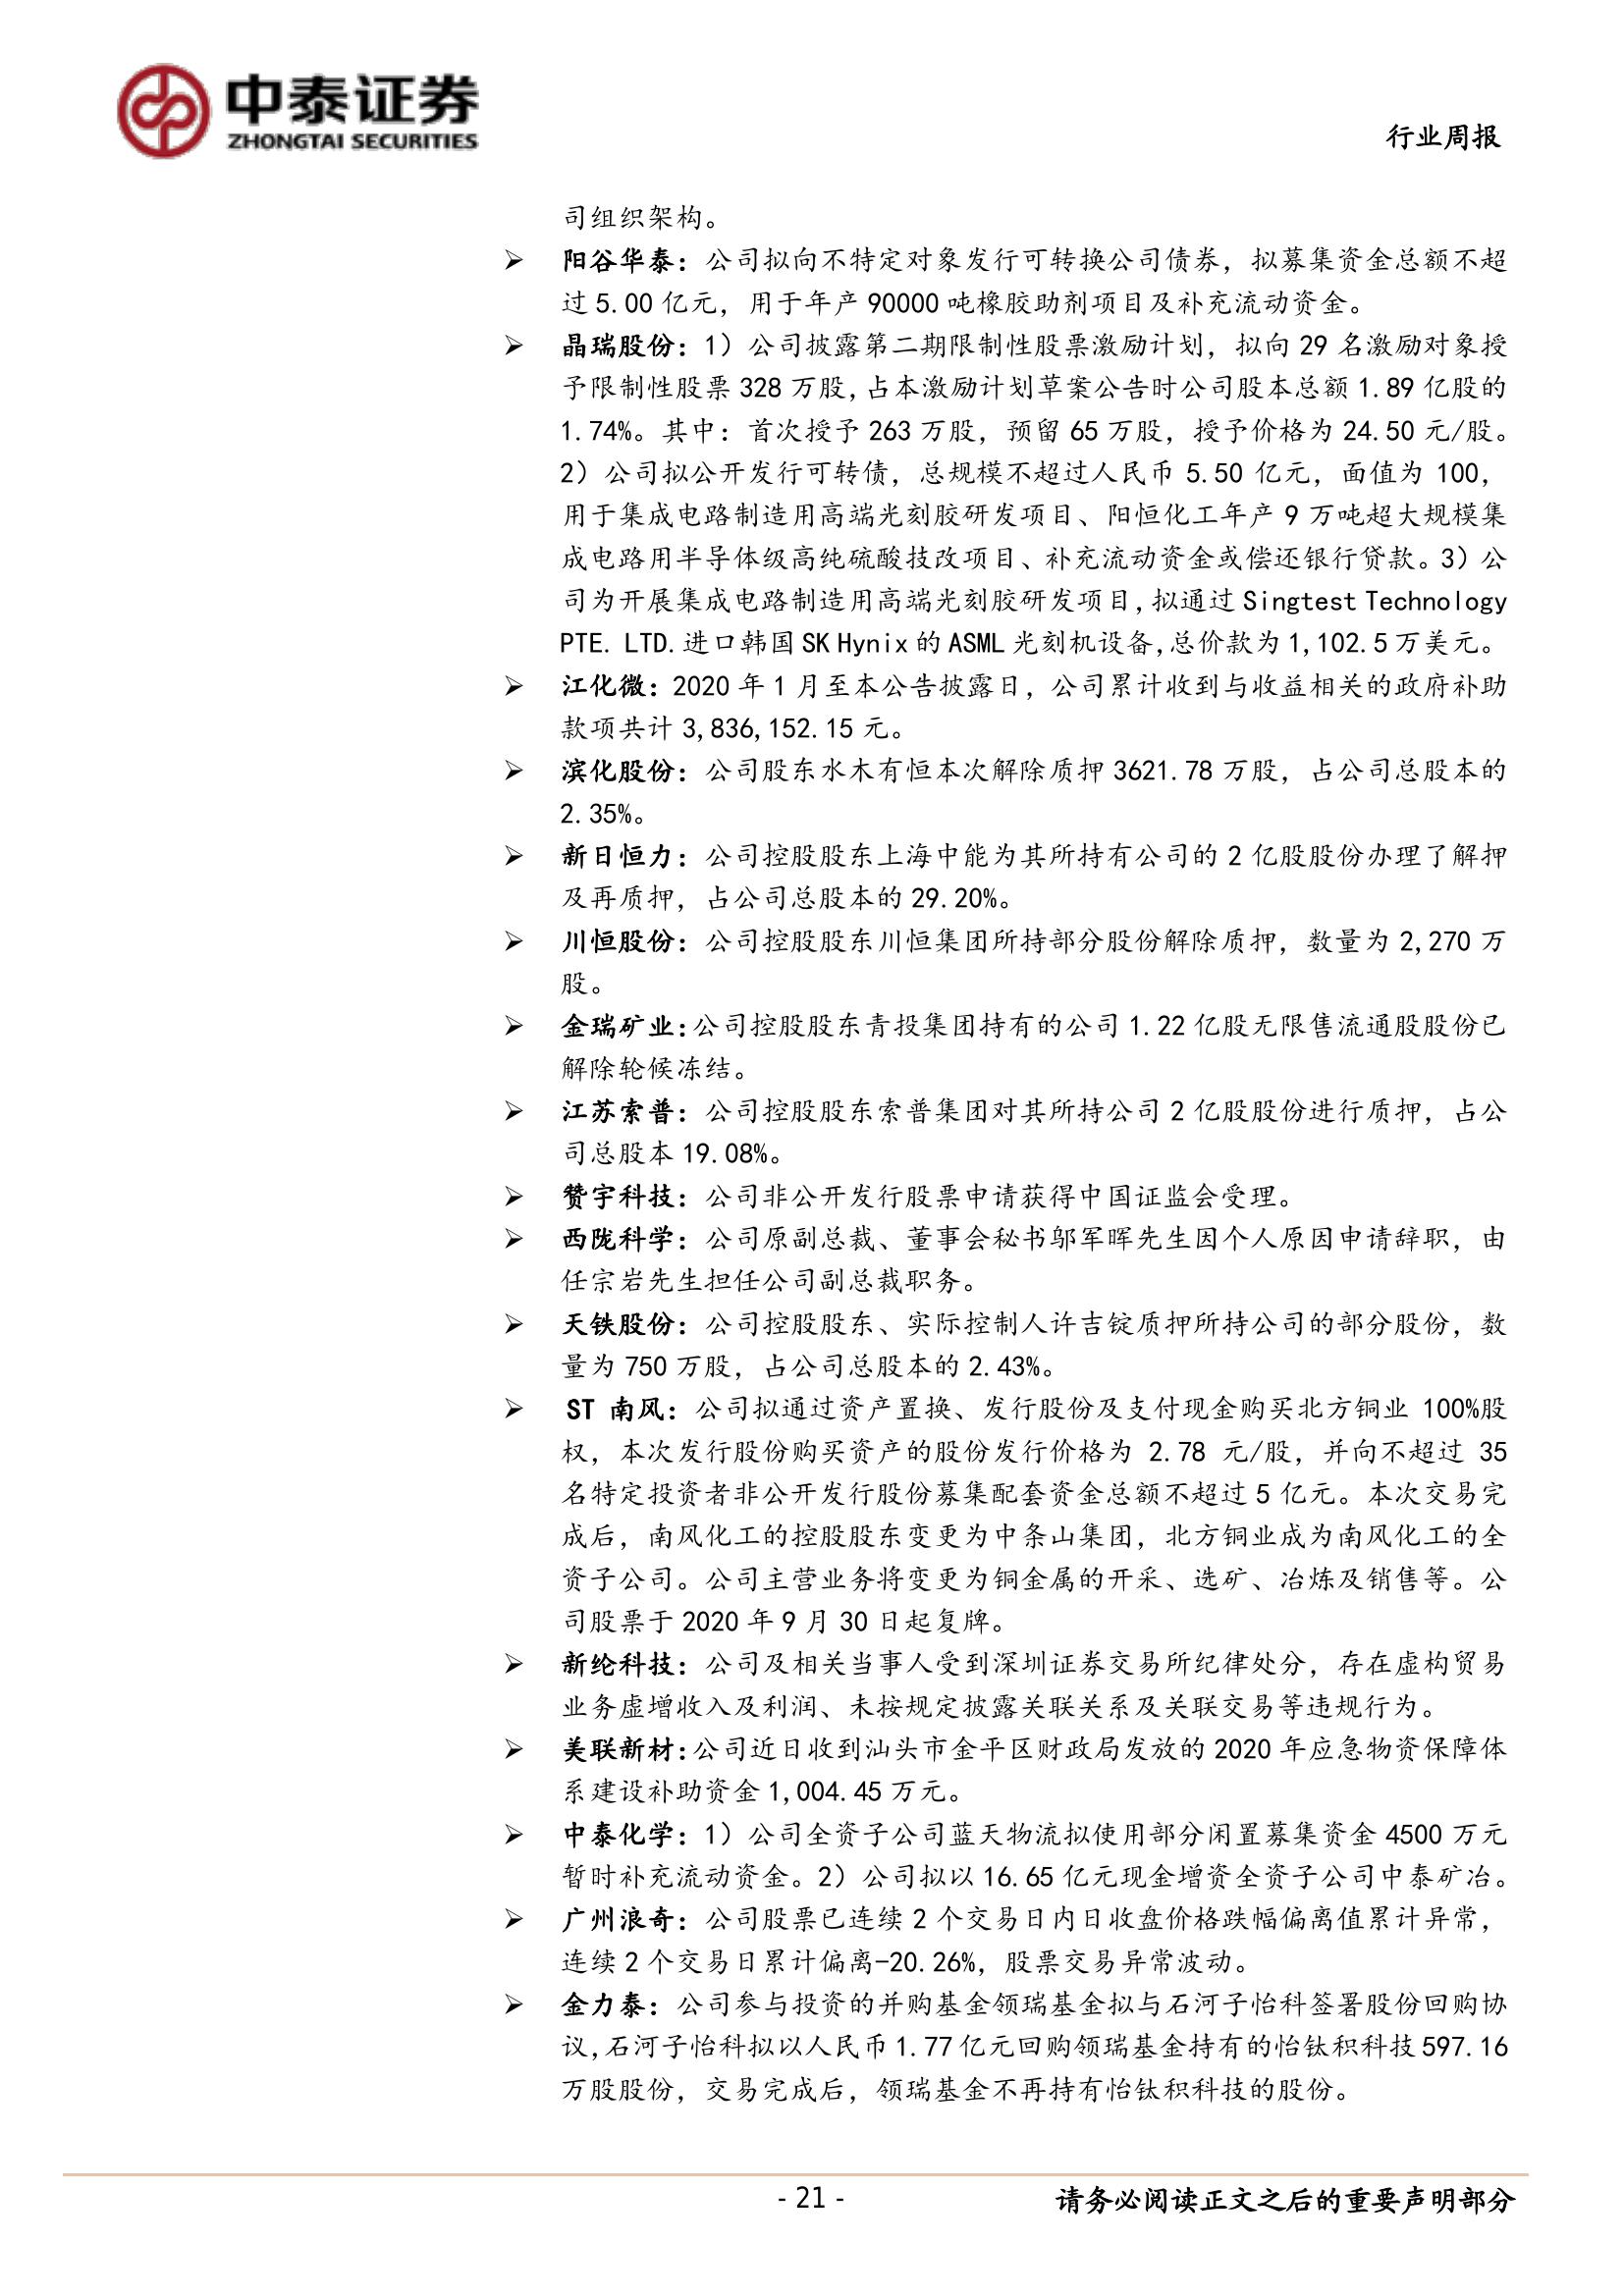 中泰证券
ZHONGTAI SECURITIES
行业周报
司组织架构。
➢ 阳谷华泰：公司拟向不特定对象发行可转换公司债券，拟募集资金总额不超
过 5.00 亿元，用于年产 90000 吨橡胶助剂项目及补充流动资金。
➢ 晶瑞股份：1）公司披露第二期限制性股票激励计划，拟向 29 名激励对象授
予限制性股票 328 万股，占本激励计划草案公告时公司股本总额 1.89 亿股的
1.74%。其中：首次授予 263 万股，预留 65 万股，授予价格为 24.50 元/股。
2）公司拟公开发行可转债，总规模不超过人民币 5.50 亿元，面值为 100，
用于集成电路制造用高端光刻胶研发项目、阳恒化工年产 9 万吨超大规模集
成电路用半导体级高纯硫酸技改项目、补充流动资金或偿还银行贷款。3）公
司为开展集成电路制造用高端光刻胶研发项目，拟通过 Singtest Technology
PTE. LTD.进口韩国 SK Hynix 的 ASML 光刻机设备，总价款为 1,102.5 万美元。
➢ 江化微：2020 年 1 月至本公告披露日，公司累计收到与收益相关的政府补助
款项共计 3,836,152.15 元。
➢ 滨化股份：公司股东水木有恒本次解除质押 3621.78 万股，占公司总股本的
2.35%。
➢ 新日恒力：公司控股股东上海中能为其所持有公司的 2 亿股股份办理了解押
及再质押，占公司总股本的 29.20%。
➢ 川恒股份：公司控股股东川恒集团所持部分股份解除质押，数量为 2,270 万
股。
➢ 金瑞矿业：公司控股股东青投集团持有的公司 1.22 亿股无限售流通股股份已
解除轮候冻结。
➢ 江苏索普：公司控股股东索普集团对其所持公司 2 亿股股份进行质押，占公
司总股本 19.08%。
➢ 赞宇科技：公司非公开发行股票申请获得中国证监会受理。
➢ 西陇科学：公司原副总裁、董事会秘书邬军晖先生因个人原因申请辞职，由
任宗岩先生担任公司副总裁职务。
➢ 天铁股份：公司控股股东、实际控制人许吉锭质押所持公司的部分股份，数
量为 750 万股，占公司总股本的 2.43%。
➢ ST 南风：公司拟通过资产置换、发行股份及支付现金购买北方铜业 100%股
权，本次发行股份购买资产的股份发行价格为 2.78 元/股，并向不超过 35
名特定投资者非公开发行股份募集配套资金总额不超过 5 亿元。本次交易完
成后，南风化工的控股股东变更为中条山集团，北方铜业成为南风化工的全
资子公司。公司主营业务将变更为铜金属的开采、选矿、冶炼及销售等。公
司股票于 2020 年 9 月 30 日起复牌。
➢ 新纶科技：公司及相关当事人受到深圳证券交易所纪律处分，存在虚构贸易
业务虚增收入及利润、未按规定披露关联关系及关联交易等违规行为。
➢ 美联新材：公司近日收到汕头市金平区财政局发放的 2020 年应急物资保障体
系建设补助资金 1,004.45 万元。
➢ 中泰化学：1）公司全资子公司蓝天物流拟使用部分闲置募集资金 4500 万元
暂时补充流动资金。2）公司拟以 16.65 亿元现金增资全资子公司中泰矿冶。
➢ 广州浪奇：公司股票已连续 2 个交易日内日收盘价格跌幅偏离值累计异常，
连续 2 个交易日累计偏离-20.26%，股票交易异常波动。
➢ 金力泰：公司参与投资的并购基金领瑞基金拟与石河子怡科签署股份回购协
议，石河子怡科拟以人民币 1.77 亿元回购领瑞基金持有的怡钛积科技 597.16
万股股份，交易完成后，领瑞基金不再持有怡钛积科技的股份。
- 21 -
请务必阅读正文之后的重要声明部分